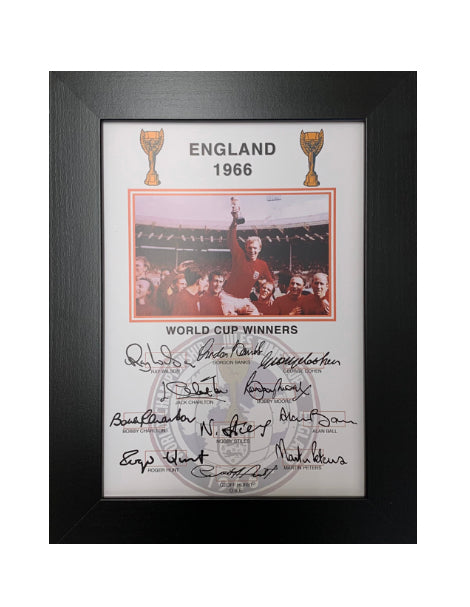 ENGLAND
1966
WORLD CUP WINNERS
RAY WILSON GORDON BANKS GEORGE COHEN
JACK CHARLTON BOBBY MOORE
BOBBY CHARLTON NOBBY STILES ALAN BALL
ROGER HUNT MARTIN PETERS
GEOFF HURST
O.B.E.